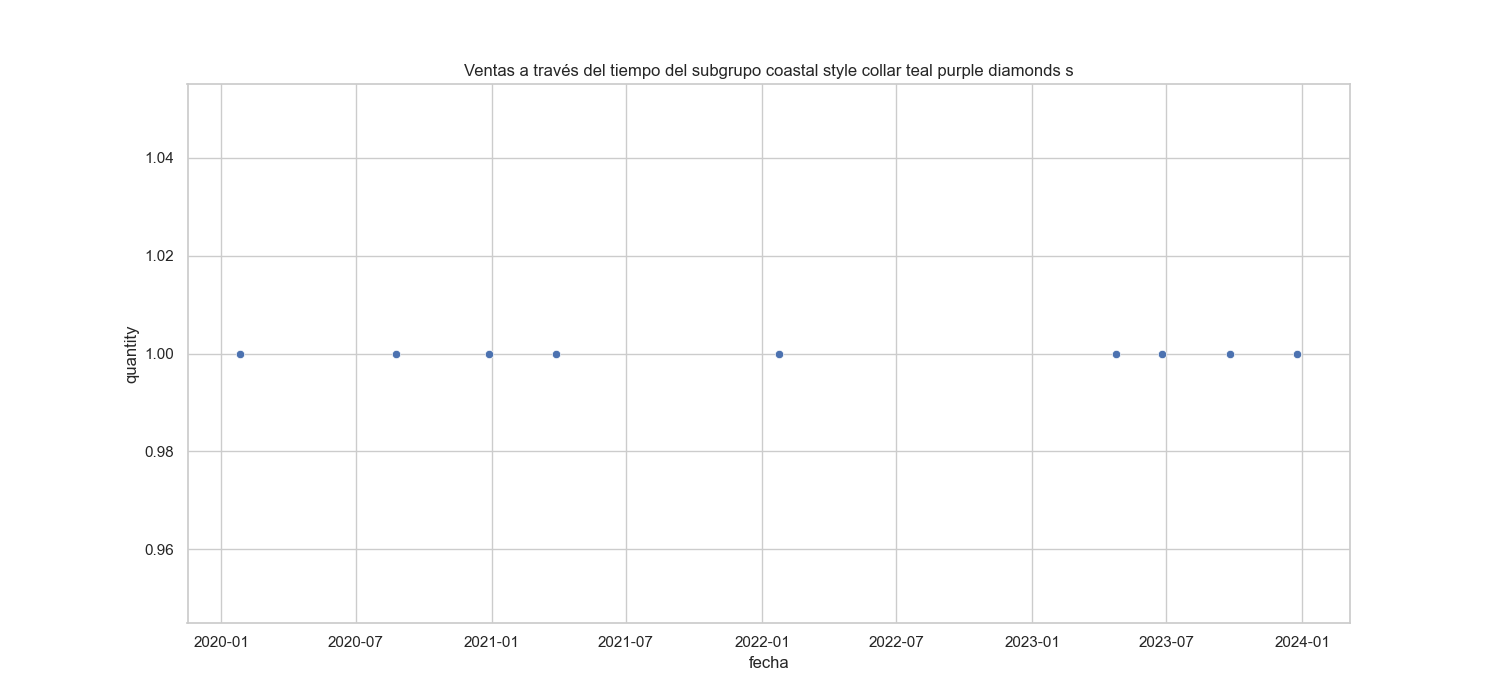 Ventas a través del tiempo del subgrupo coastal style collar teal purple diamonds s
1.04
1.02
1.00
0.98
0.96
quantity
2020-01 2020-07 2021-01 2021-07 2022-01 2022-07 2023-01 2023-07 2024-01
fecha